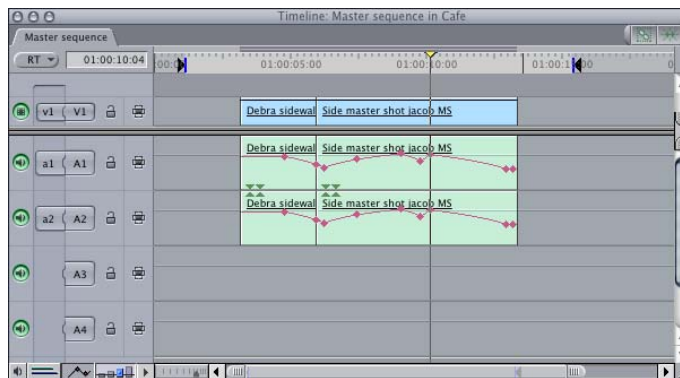 Timeline: Master sequence in Cafe
Master sequence
RT 01:00:10:04
01:00:05:00 01:00:10:00
v1 V1 Debra sidewal Side master shot jacob MS
a1 A1 Debra sidewal Side master shot jacob MS
a2 A2 Debra sidewal Side master shot jacob MS
A3
A4